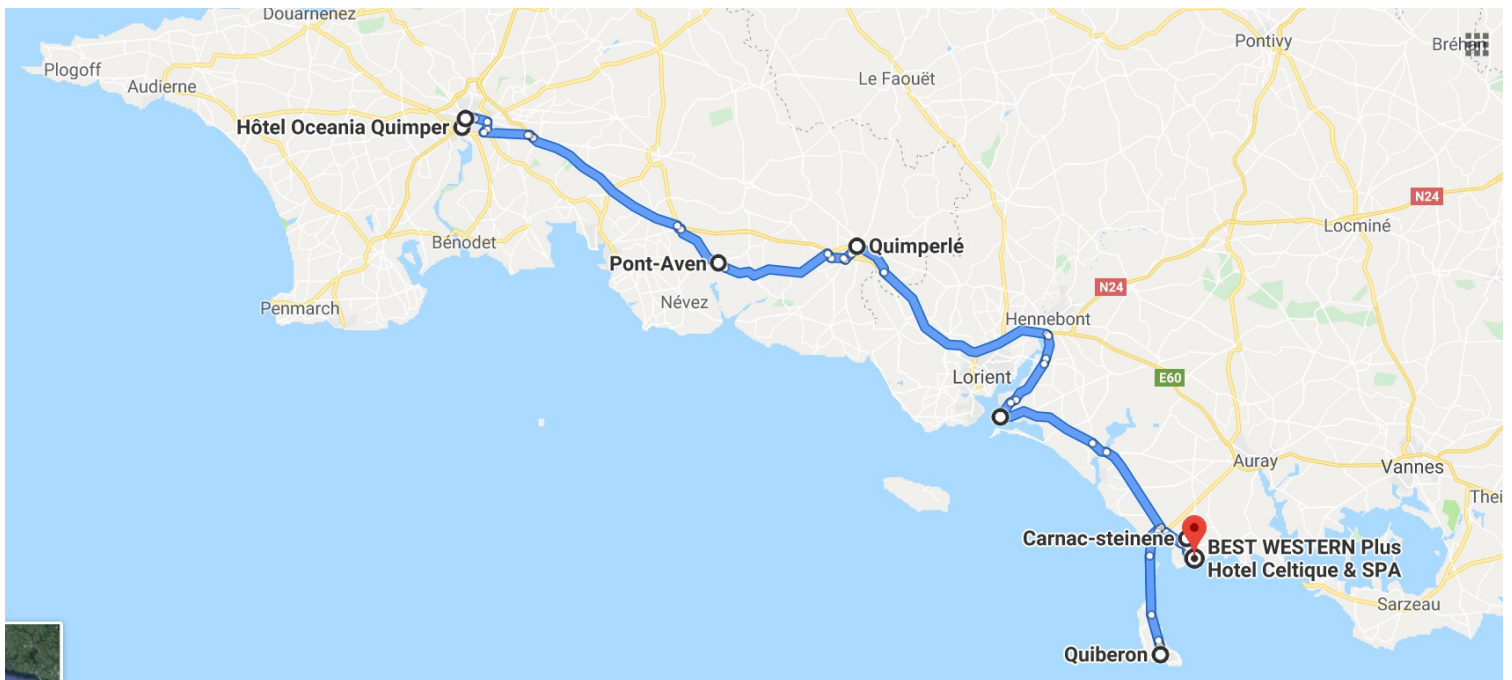 Douarnenez
Pontivy
Bréhan
Plogoff
Le Faouët
Audierne
Hôtel Oceania Quimper
N24
Locminé
Bénodet
Quimperlé
Pont-Aven
N24
Névez
Penmarch
Hennebont
Lorient
E60
Auray
Vannes
Thei
Carnac-steinene
BEST WESTERN Plus
Hotel Celtique & SPA
Sarzeau
Quiberon